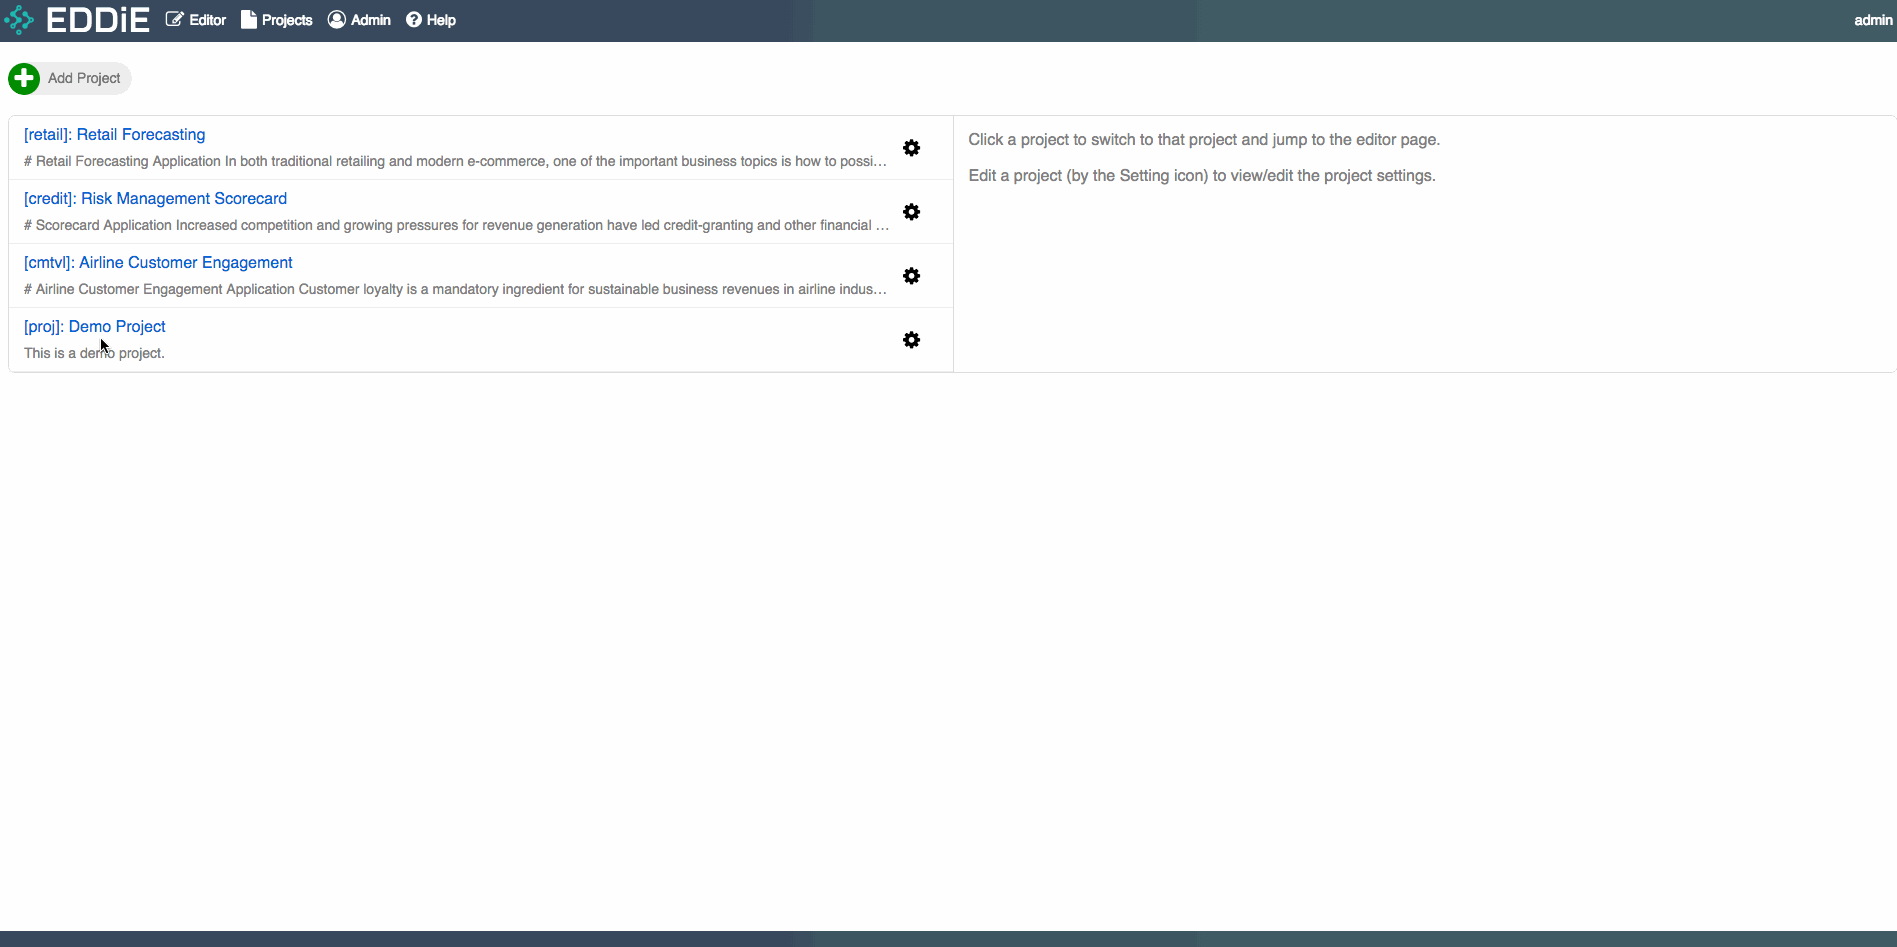 EDDiE Editor Projects Admin Help admin
Add Project
[retail]: Retail Forecasting
# Retail Forecasting Application In both traditional retailing and modern e-commerce, one of the important business topics is how to possi...
[credit]: Risk Management Scorecard
# Scorecard Application Increased competition and growing pressures for revenue generation have led credit-granting and other financial ...
[cmtvl]: Airline Customer Engagement
# Airline Customer Engagement Application Customer loyalty is a mandatory ingredient for sustainable business revenues in airline indus...
[proj]: Demo Project
This is a demo project.
Click a project to switch to that project and jump to the editor page.
Edit a project (by the Setting icon) to view/edit the project settings.